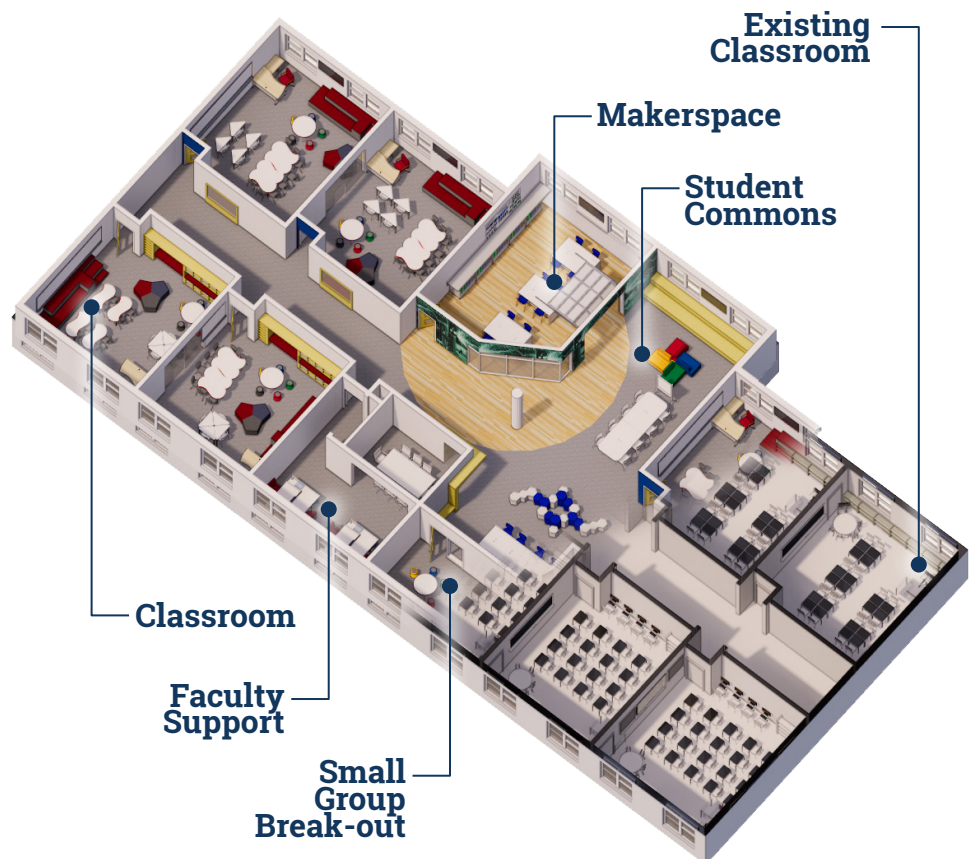 Existing
Classroom
Makerspace
Student
Commons
Classroom
Faculty
Support
Small
Group
Break-out